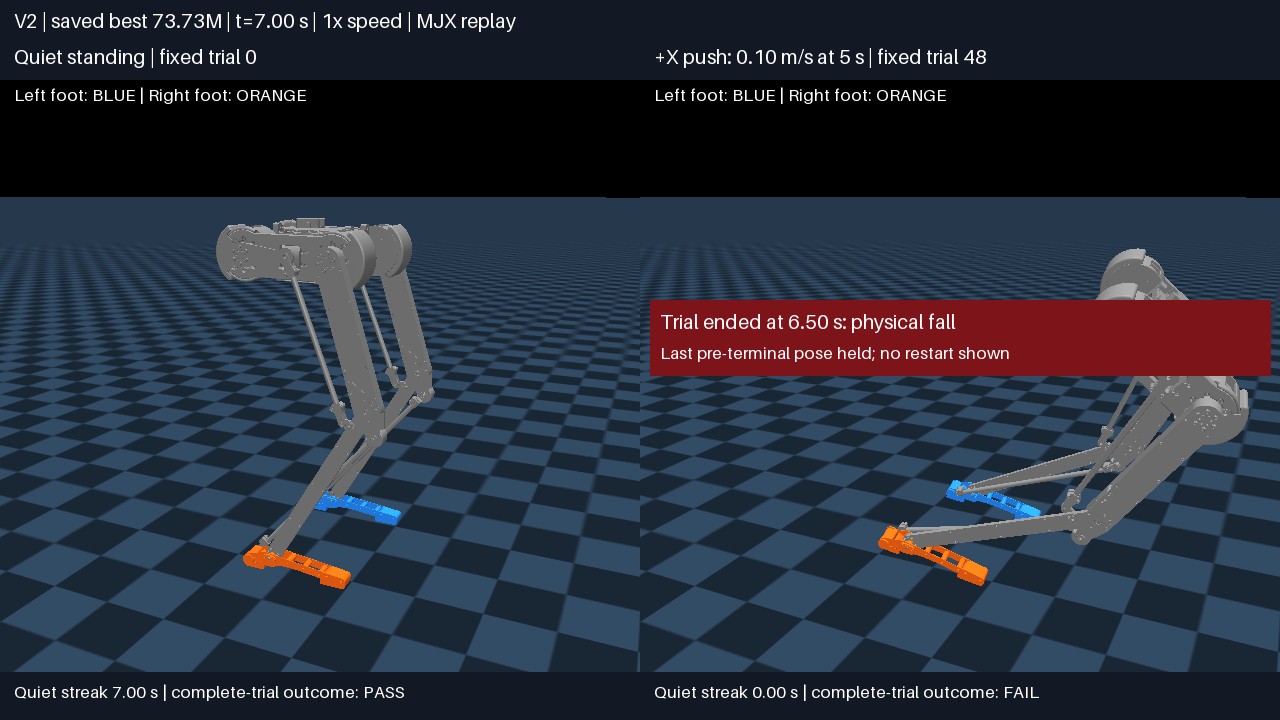 V2 | saved best 73.73M | t=7.00 s | 1x speed | MJX replay
Quiet standing | fixed trial 0
+X push: 0.10 m/s at 5 s | fixed trial 48
Left foot: BLUE | Right foot: ORANGE
Left foot: BLUE | Right foot: ORANGE
Trial ended at 6.50 s: physical fall
Last pre-terminal pose held; no restart shown
Quiet streak 7.00 s | complete-trial outcome: PASS
Quiet streak 0.00 s | complete-trial outcome: FAIL